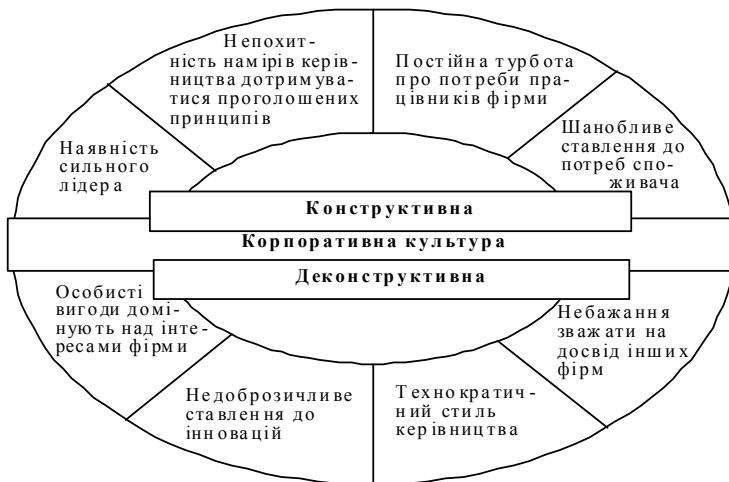 Наявність
сильного
лідера
Непохит-
ність намірів керів-
ництва дотримува-
тися проголошених
принципів
Постійна турбота
про потреби пра-
цівників фірми
Шанобливе
ставлення до
потреб спо-
живача
Конструктивна
Корпоративна культура
Деконструктивна
Особисті
вигоди домі-
нують над інте-
ресами фірми
Недоброзичливе
ставлення до
інновацій
Технократич-
ний стиль
керівництва
Небажання
зважати на
досвід інших
фірм